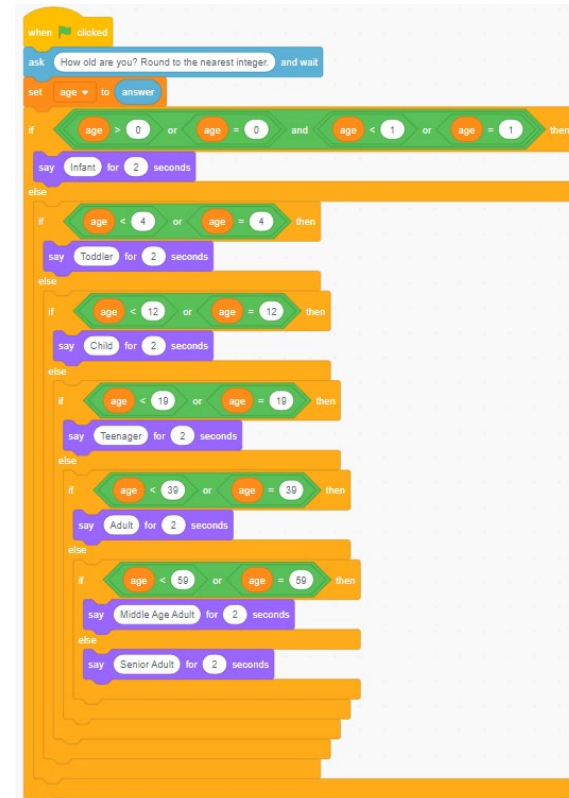 when clicked
ask How old are you? Round to the nearest integer. and wait
set age to answer
if age > 0 or age = 0 and age < 1 or age = 1 then
say Infant for 2 seconds
else
if age < 4 or age = 4 then
say Toddler for 2 seconds
else
if age < 12 or age = 12 then
say Child for 2 seconds
else
if age < 19 or age = 19 then
say Teenager for 2 seconds
else
if age < 39 or age = 39 then
say Adult for 2 seconds
else
if age < 59 or age = 59 then
say Middle Age Adult for 2 seconds
else
say Senior Adult for 2 seconds